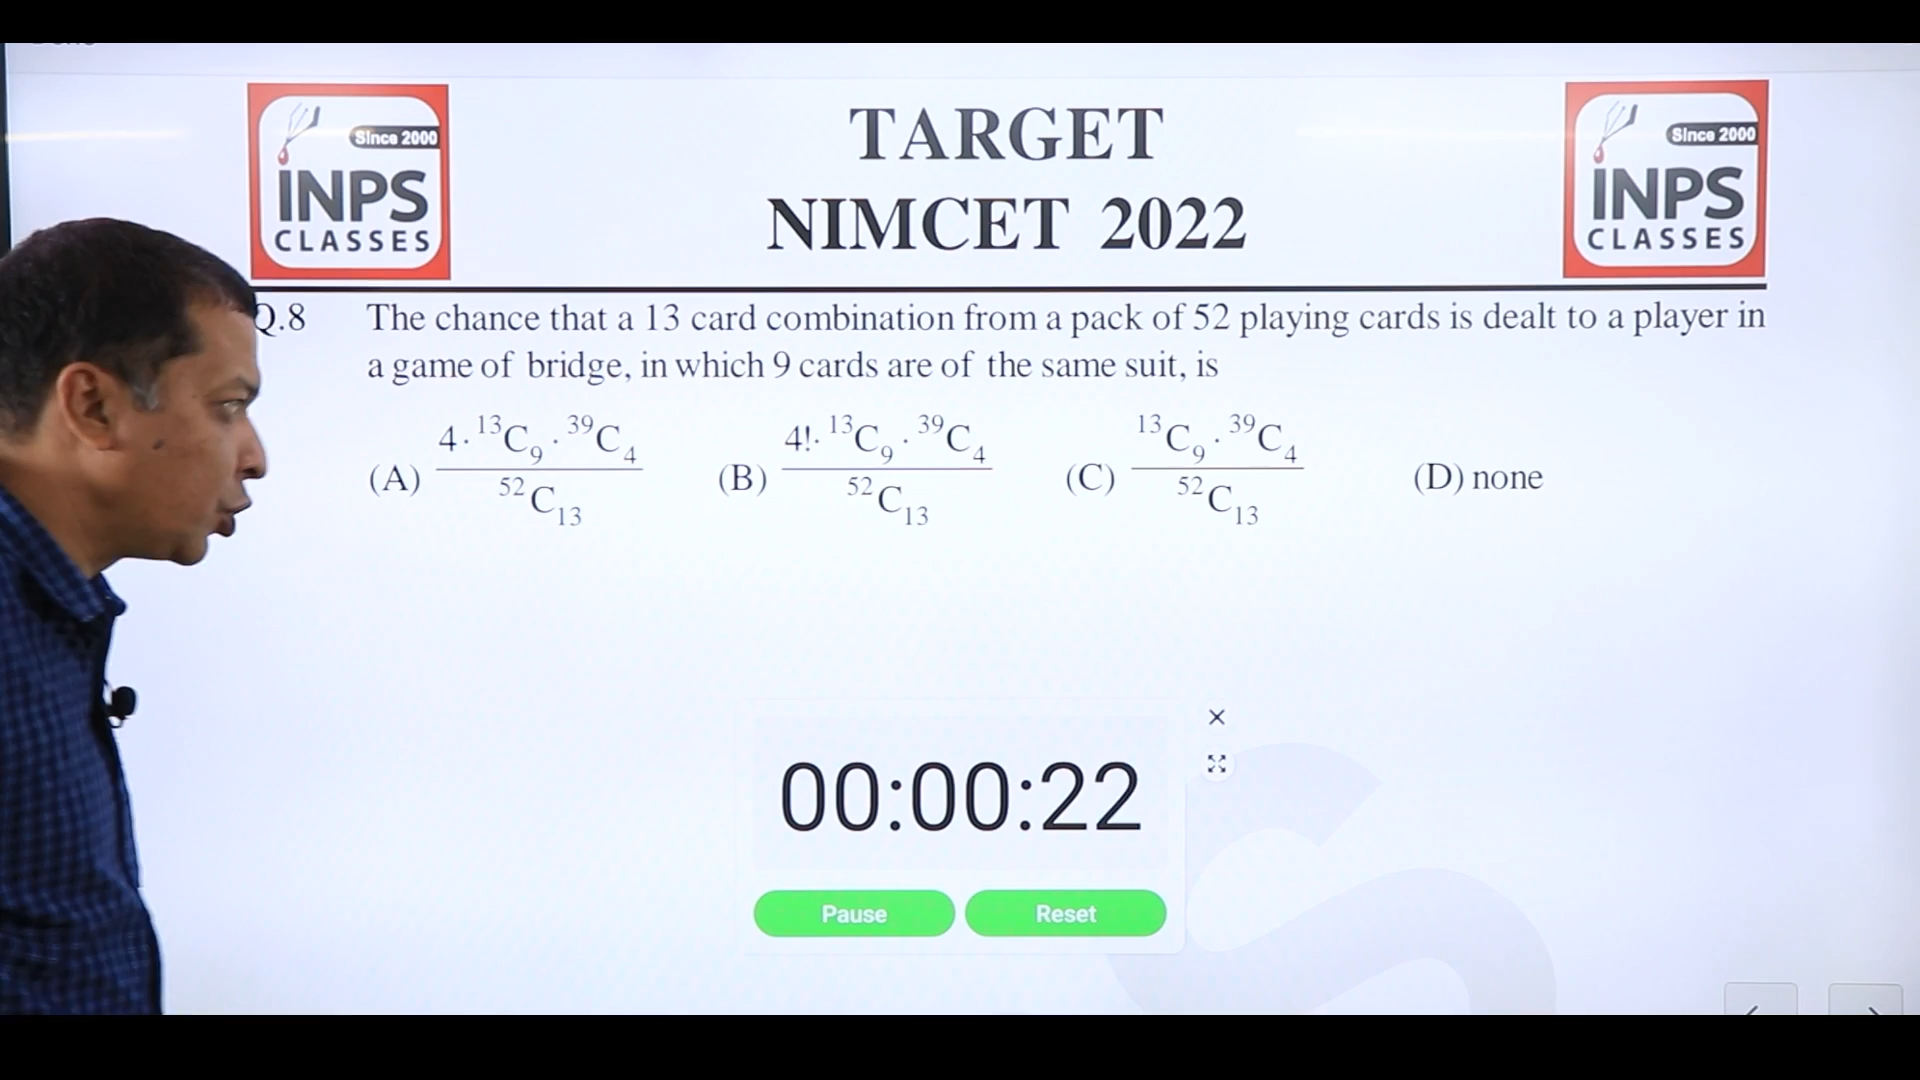 Since 2000
INPS
CLASSES
TARGET
NIMCET 2022
Since 2000
INPS
CLASSES
Q.8 The chance that a 13 card combination from a pack of 52 playing cards is dealt to a player in
a game of bridge, in which 9 cards are of the same suit, is
(A) 4·¹³C₉·³⁹C₄ / ⁵²C₁₃ (B) 4!·¹³C₉·³⁹C₄ / ⁵²C₁₃ (C) ¹³C₉·³⁹C₄ / ⁵²C₁₃ (D) none
00:00:22
Pause Reset